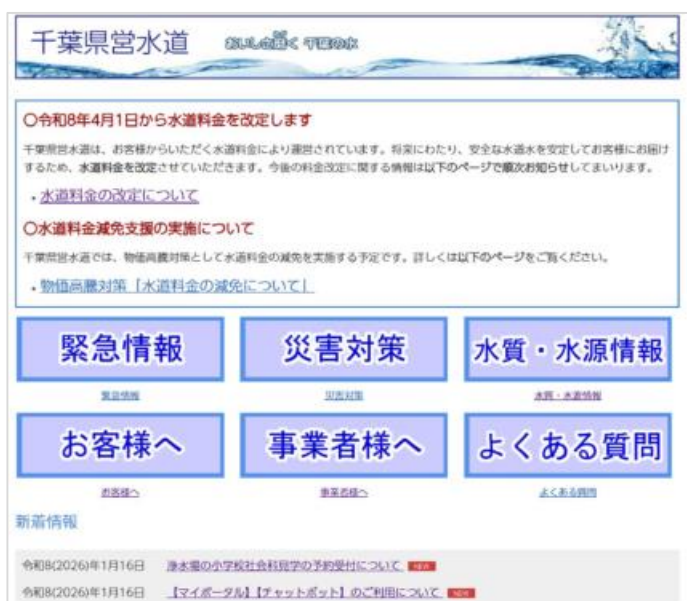 千葉県営水道 おいしさ届く 千葉の水
〇令和8年4月1日から水道料金を改定します
千葉県営水道は、お客様からいただく水道料金により運営されています。将来にわたり、安全な水道水を安定してお客様にお届け
するため、水道料金を改定させていただきます。今後の料金改定に関する情報は以下のページで順次お知らせしてまいります。
・水道料金の改定について
〇水道料金減免支援の実施について
千葉県営水道では、物価高騰対策として水道料金の減免を実施する予定です。詳しくは以下のページをご覧ください。
・物価高騰対策「水道料金の減免について」
緊急情報 災害対策 水質・水源情報
緊急情報 災害対策 水質・水源情報
お客様へ 事業者様へ よくある質問
お客様へ 事業者様へ よくある質問
新着情報
令和8(2026)年1月16日 浄水場の小学校社会科見学の予約受付について NEW
令和8(2026)年1月16日 【マイポータル】【チャットボット】のご利用について NEW